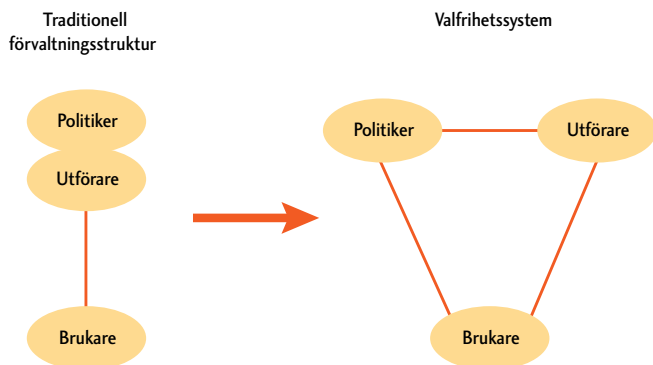 Traditionell
förvaltningsstruktur
Valfrihetssystem
Politiker
Utförare
Brukare
Politiker
Utförare
Brukare